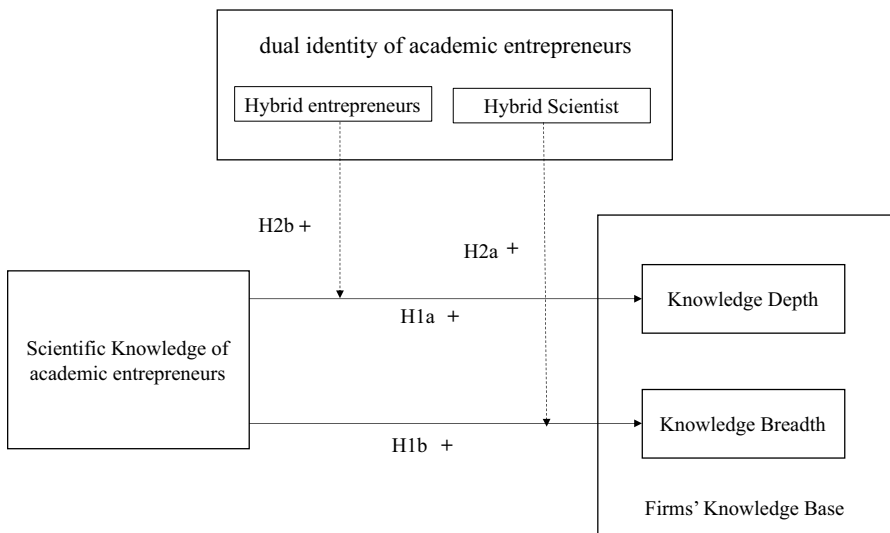 dual identity of academic entrepreneurs
Hybrid entrepreneurs
Hybrid Scientist
H2b +
H2a +
Scientific Knowledge of
academic entrepreneurs
H1a +
Knowledge Depth
H1b +
Knowledge Breadth
Firms’ Knowledge Base